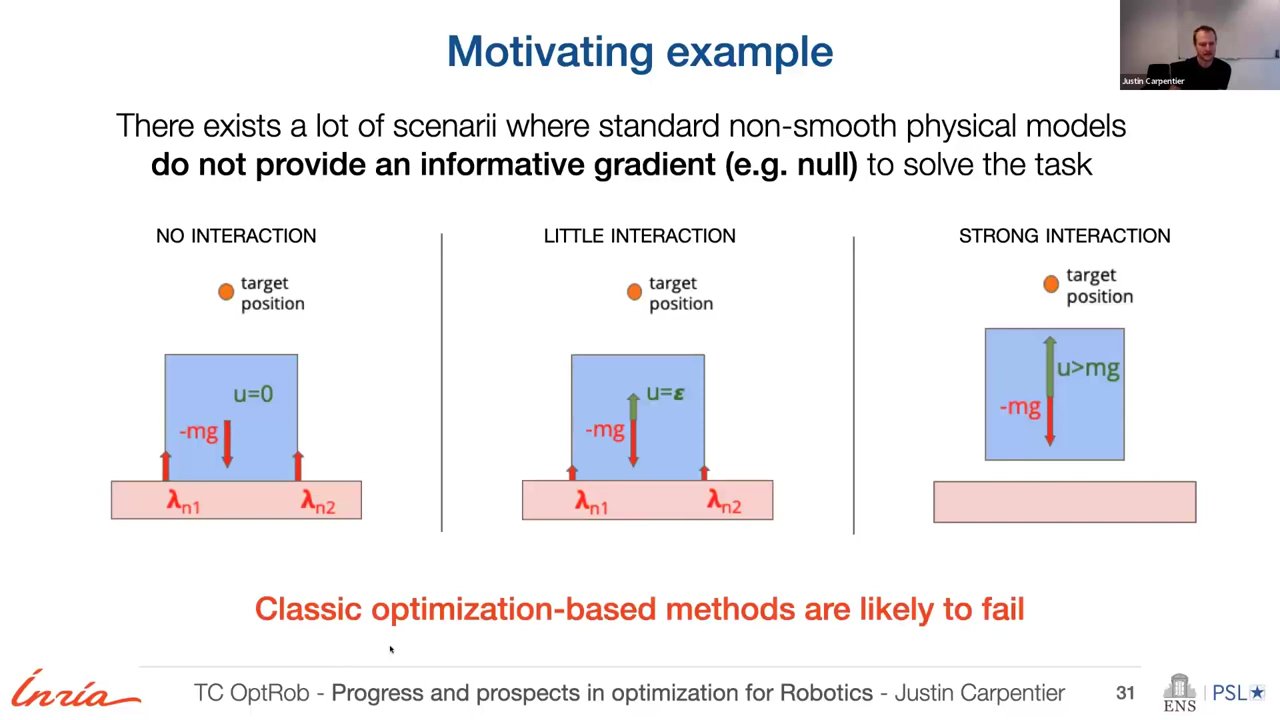 Motivating example
Justin Carpentier
There exists a lot of scenarii where standard non-smooth physical models
do not provide an informative gradient (e.g. null) to solve the task
NO INTERACTION
LITTLE INTERACTION
STRONG INTERACTION
target
position
target
position
target
position
u=0
-mg
λn1
λn2
u=ε
-mg
λn1
λn2
u>mg
-mg
Classic optimization-based methods are likely to fail
Inria
TC OptRob - Progress and prospects in optimization for Robotics - Justin Carpentier
31
ENS
PSL